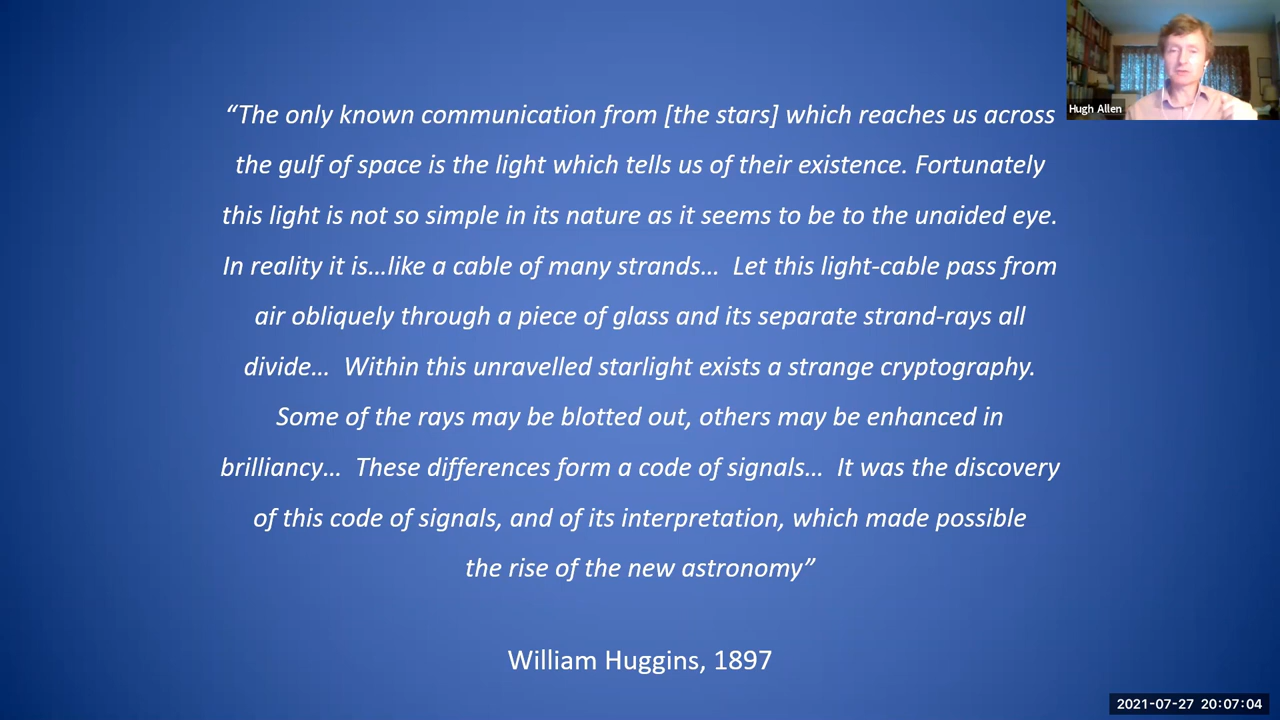 “The only known communication from [the stars] which reaches us across
the gulf of space is the light which tells us of their existence. Fortunately
this light is not so simple in its nature as it seems to be to the unaided eye.
In reality it is…like a cable of many strands…  Let this light-cable pass from
air obliquely through a piece of glass and its separate strand-rays all
divide…  Within this unravelled starlight exists a strange cryptography.
Some of the rays may be blotted out, others may be enhanced in
brilliancy…  These differences form a code of signals…  It was the discovery
of this code of signals, and of its interpretation, which made possible
the rise of the new astronomy”
William Huggins, 1897
Hugh Allen
2021-07-27 20:07:04